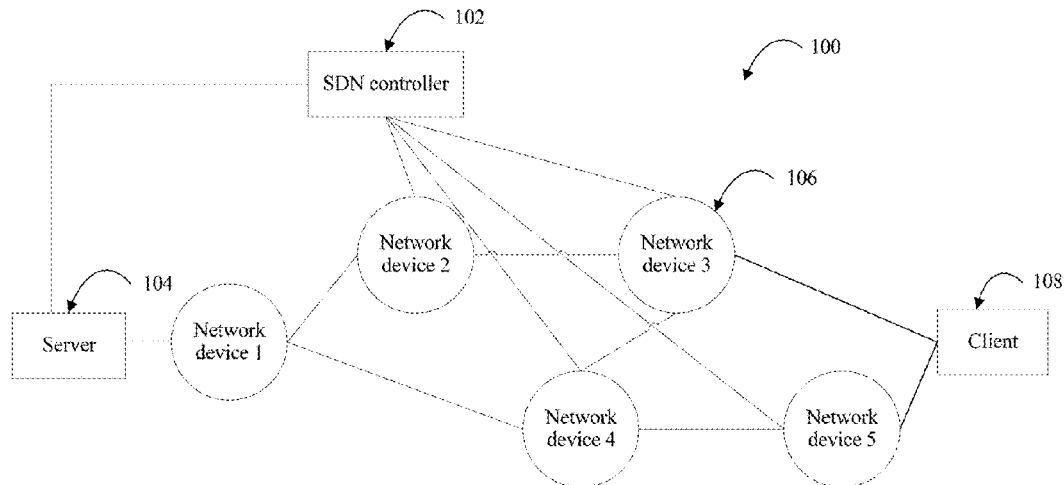 102
100
SDN controller
106
Network
device 2
Network
device 3
104
108
Server
Network
device 1
Client
Network
device 4
Network
device 5